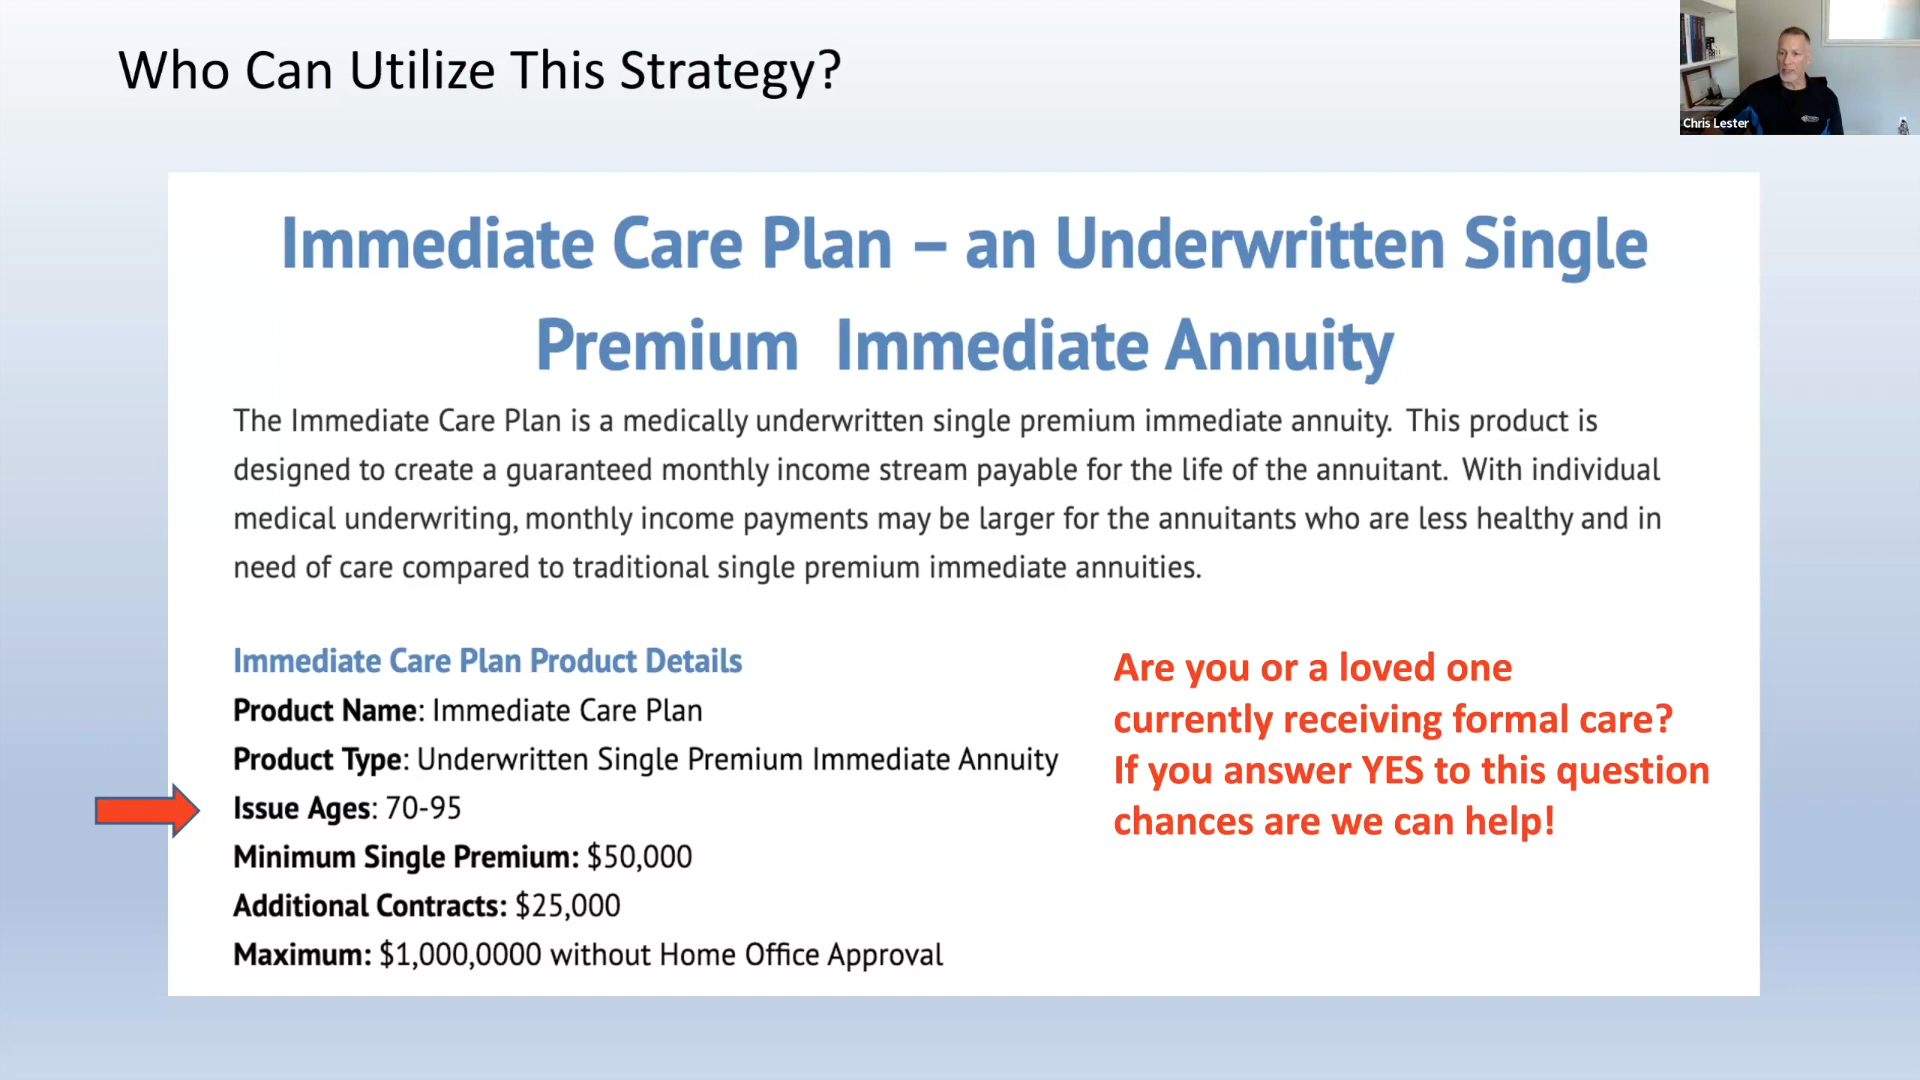 Who Can Utilize This Strategy?
Chris Lester
Immediate Care Plan – an Underwritten Single
Premium  Immediate Annuity
The Immediate Care Plan is a medically underwritten single premium immediate annuity.  This product is
designed to create a guaranteed monthly income stream payable for the life of the annuitant.  With individual
medical underwriting, monthly income payments may be larger for the annuitants who are less healthy and in
need of care compared to traditional single premium immediate annuities.
Immediate Care Plan Product Details
Product Name: Immediate Care Plan
Product Type: Underwritten Single Premium Immediate Annuity
Issue Ages: 70-95
Minimum Single Premium: $50,000
Additional Contracts: $25,000
Maximum: $1,000,0000 without Home Office Approval
Are you or a loved one
currently receiving formal care?
If you answer YES to this question
chances are we can help!